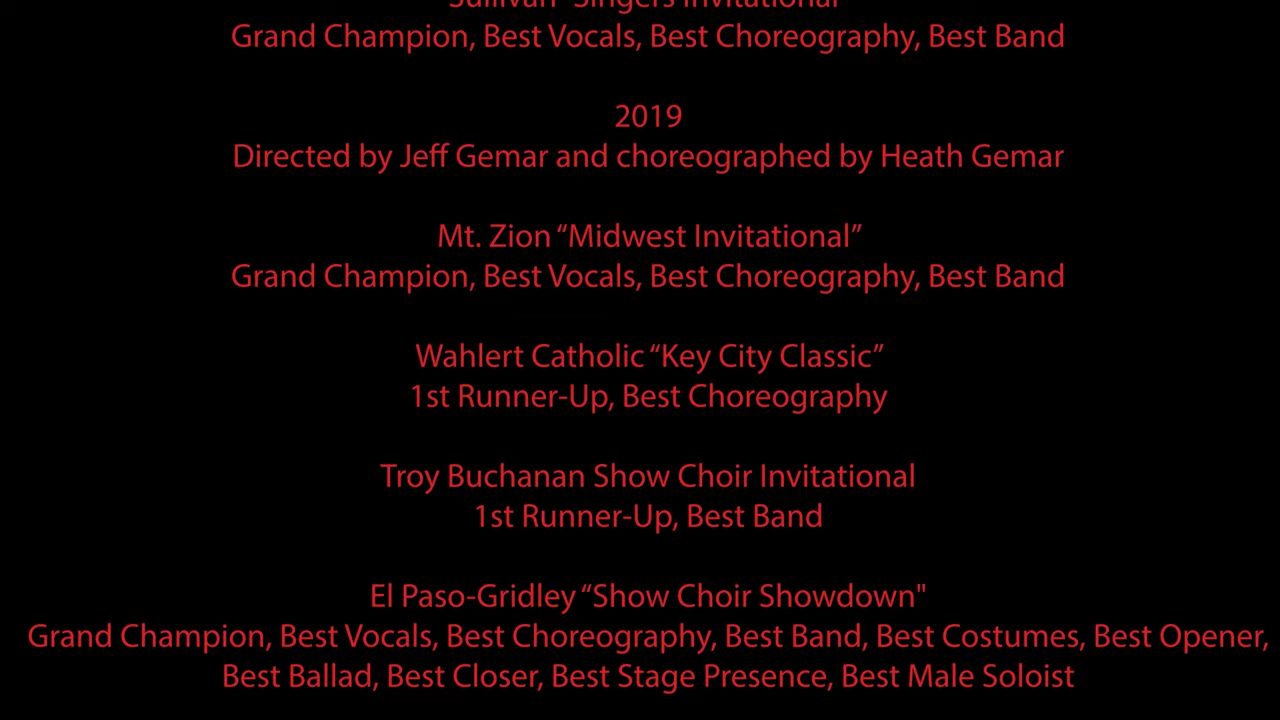 Sullivan "Singers Invitational"
Grand Champion, Best Vocals, Best Choreography, Best Band
2019
Directed by Jeff Gemar and choreographed by Heath Gemar
Mt. Zion “Midwest Invitational”
Grand Champion, Best Vocals, Best Choreography, Best Band
Wahlert Catholic “Key City Classic”
1st Runner-Up, Best Choreography
Troy Buchanan Show Choir Invitational
1st Runner-Up, Best Band
El Paso-Gridley “Show Choir Showdown"
Grand Champion, Best Vocals, Best Choreography, Best Band, Best Costumes, Best Opener,
Best Ballad, Best Closer, Best Stage Presence, Best Male Soloist